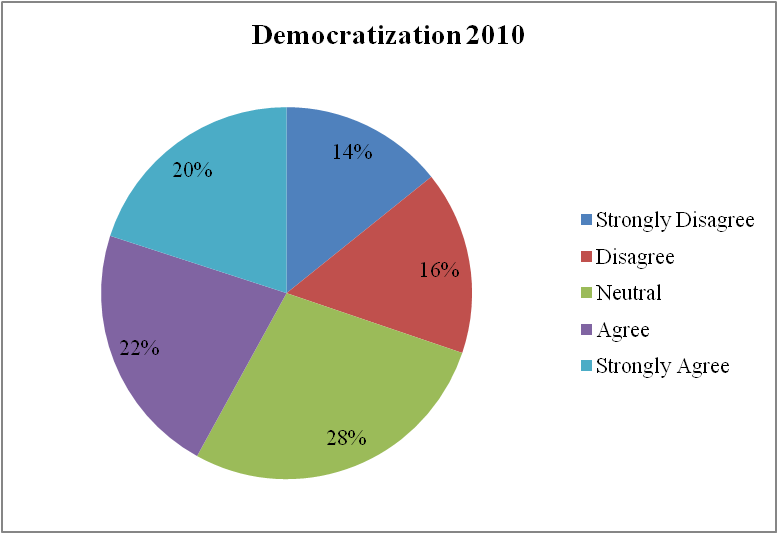 Democratization 2010
14%
20%
16%
22%
28%
Strongly Disagree
Disagree
Neutral
Agree
Strongly Agree